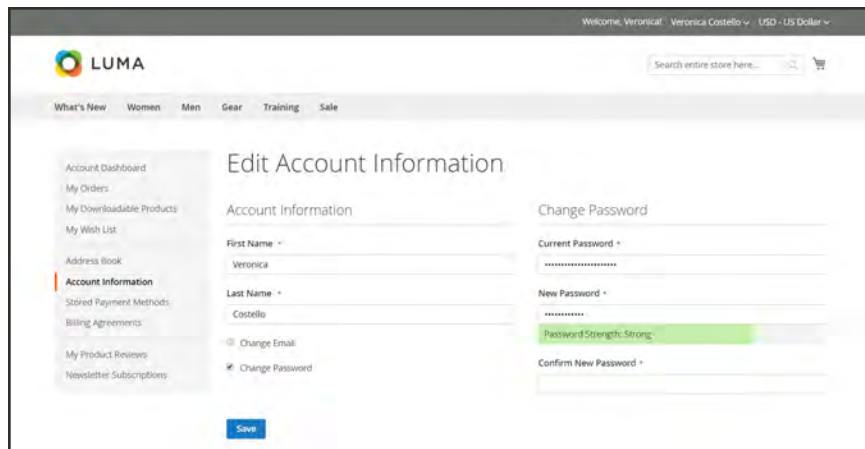 Welcome, Veronica! Veronica Costello USD - US Dollar
LUMA
Search entire store here...
What's New Women Men Gear Training Sale
Account Dashboard
My Orders
My Downloadable Products
My Wish List
Address Book
Account Information
Stored Payment Methods
Billing Agreements
My Product Reviews
Newsletter Subscriptions
Edit Account Information
Account Information
First Name *
Veronica
Last Name *
Costello
Change Email
Change Password
Save
Change Password
Current Password *
New Password *
Password Strength: Strong
Confirm New Password *